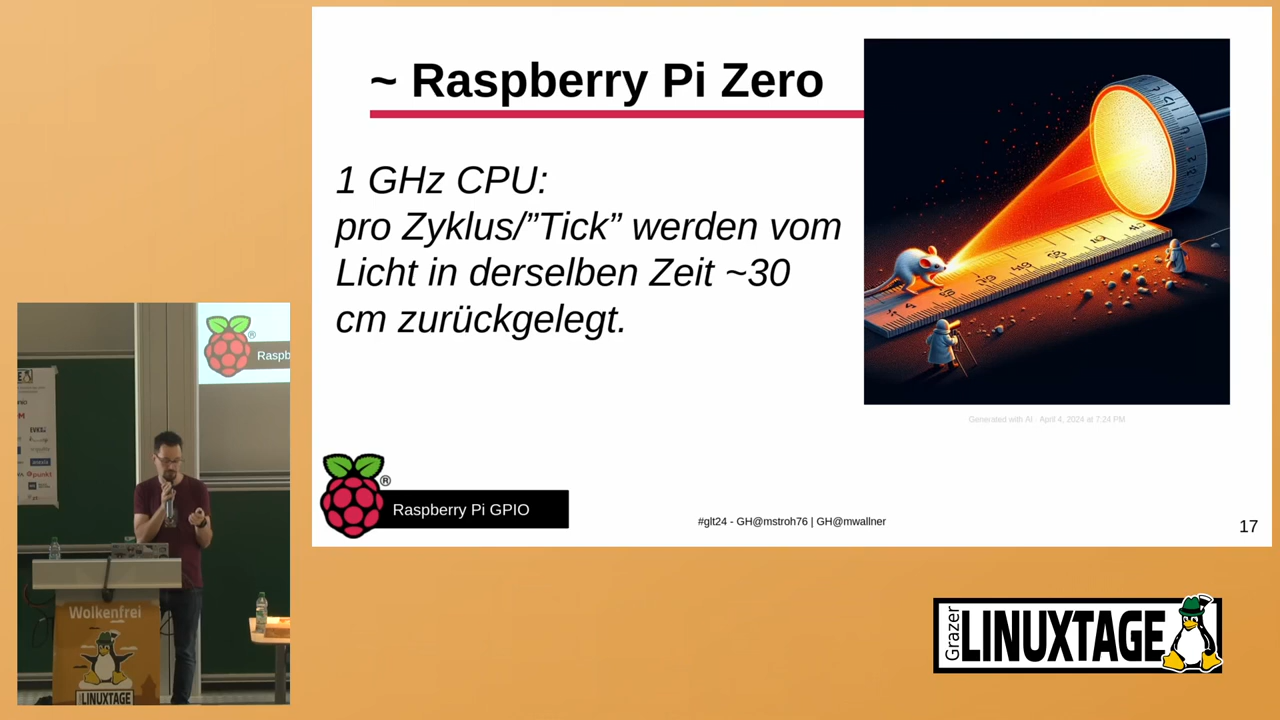 ~ Raspberry Pi Zero
1 GHz CPU:
pro Zyklus/”Tick” werden vom
Licht in derselben Zeit ~30
cm zurückgelegt.
Generated with AI · April 4, 2024 at 7:24 PM
®
Raspberry Pi GPIO
#glt24 - GH@mstroh76 | GH@mwallner
17
®
Raspb
punkt
Wolkenfrei
LINUXTAGE
Grazer
LINUXTAGE